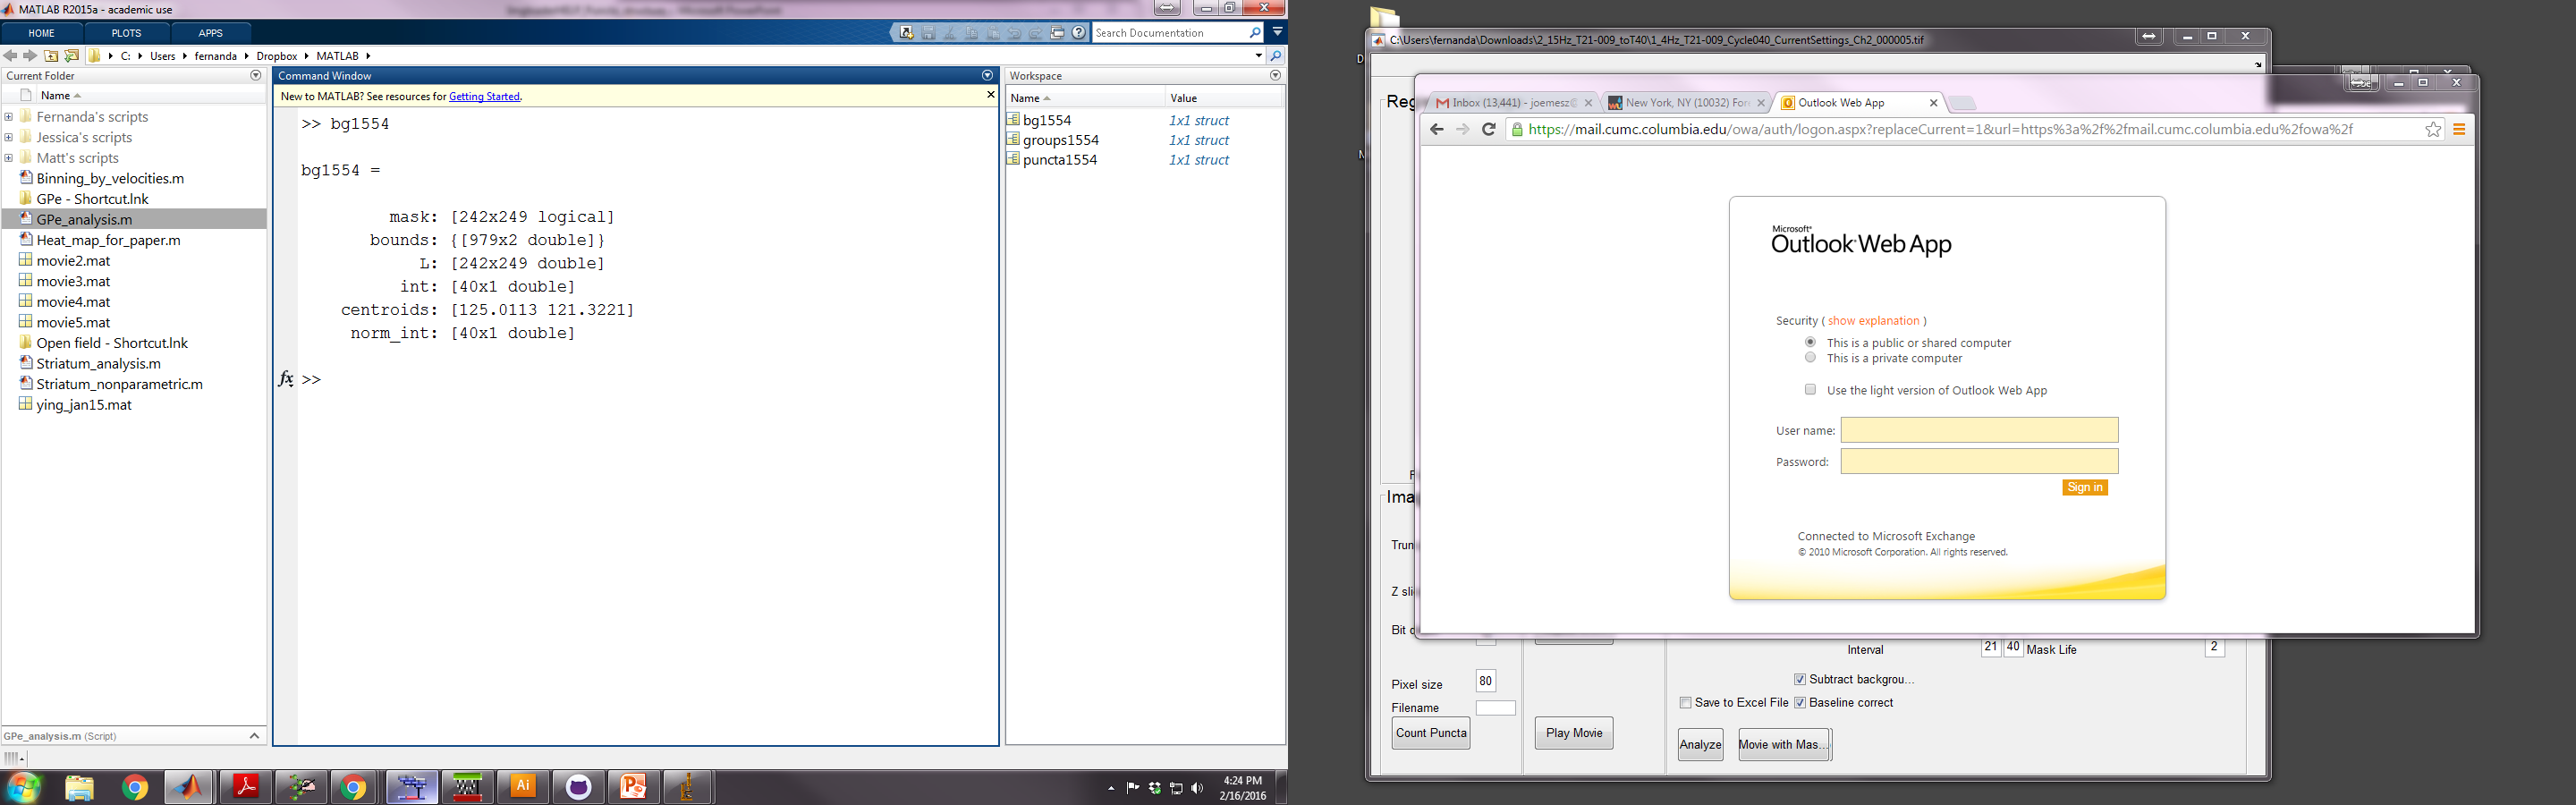 MATLAB R2015a - academic use
HOME
PLOTS
APPS
Search Documentation
C: Users fernanda Dropbox MATLAB
Current Folder
Name
Fernanda's scripts
Jessica's scripts
Matt's scripts
Binning_by_velocities.m
GPe - Shortcut.lnk
GPe_analysis.m
Heat_map_for_paper.m
movie2.mat
movie3.mat
movie4.mat
movie5.mat
Open field - Shortcut.lnk
Striatum_analysis.m
Striatum_nonparametric.m
ying_jan15.mat
GPe_analysis.m (Script)
Command Window
New to MATLAB? See resources for Getting Started.
>> bg1554
bg1554 =
mask: [242x249 logical]
bounds: {[979x2 double]}
L: [242x249 double]
int: [40x1 double]
centroids: [125.0113 121.3221]
norm_int: [40x1 double]
fx >>
Workspace
Name Value
bg1554 1x1 struct
groups1554 1x1 struct
puncta1554 1x1 struct
Ai
4:24 PM
2/16/2016
C:\Users\fernanda\Downloads\2_15Hz_T21-009_toT40\1_4Hz_T21-009_Cycle040_CurrentSettings_Ch2_000005.tif
Inbox (13,441) - joemesz@
New York, NY (10032) For
Outlook Web App
https://mail.cumc.columbia.edu/owa/auth/logon.aspx?replaceCurrent=1&url=https%3a%2f%2fmail.cumc.columbia.edu%2fowa%2f
Microsoft
Outlook Web App
Security ( show explanation )
This is a public or shared computer
This is a private computer
Use the light version of Outlook Web App
User name:
Password:
Sign in
Connected to Microsoft Exchange
© 2010 Microsoft Corporation. All rights reserved.
Reg
Ima
Trun
Z sli
Bit
Pixel size 80
Filename
Count Puncta
Play Movie
Interval 21 40 Mask Life 2
Subtract backgrou...
Save to Excel File Baseline correct
Analyze
Movie with Mas...